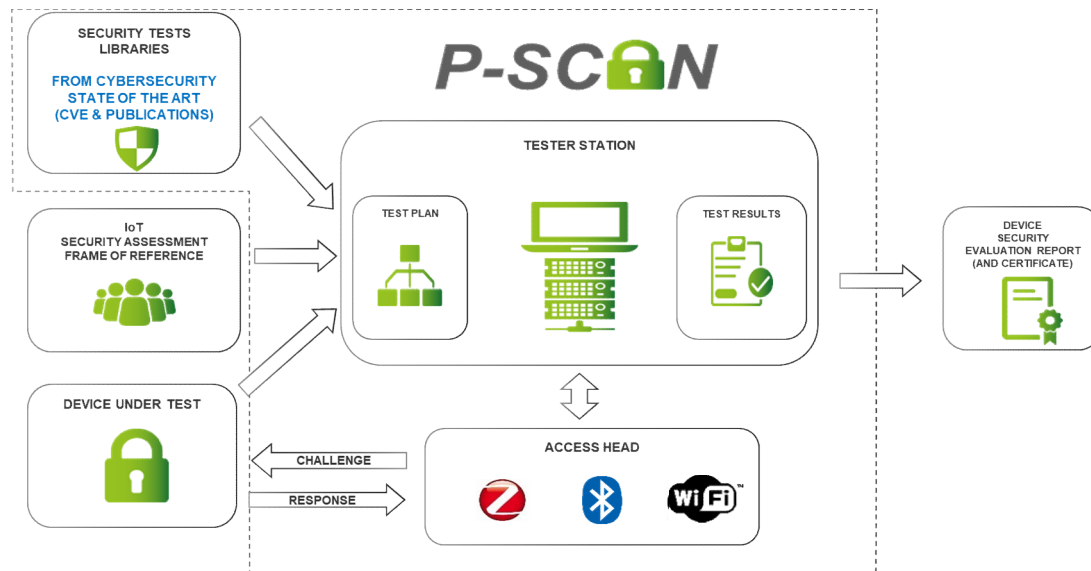 SECURITY TESTS
LIBRARIES
FROM CYBERSECURITY
STATE OF THE ART
(CVE & PUBLICATIONS)
P-SCAN
TESTER STATION
TEST PLAN
TEST RESULTS
IoT
SECURITY ASSESSMENT
FRAME OF REFERENCE
DEVICE
SECURITY
EVALUATION REPORT
(AND CERTIFICATE)
DEVICE UNDER TEST
CHALLENGE
RESPONSE
ACCESS HEAD
Z
WiFi™